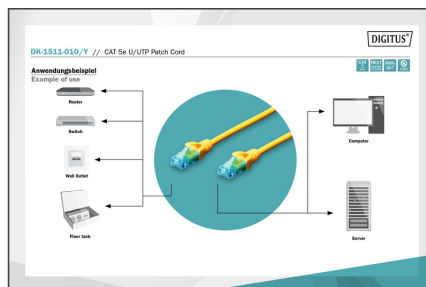 DIGITUS®
DK-1511-010/Y // CAT 5e U/UTP Patch Cord
Anwendungsbeispiel
Example of use
Router
Switch
Wall Outlet
Floor tank
Computer
Server